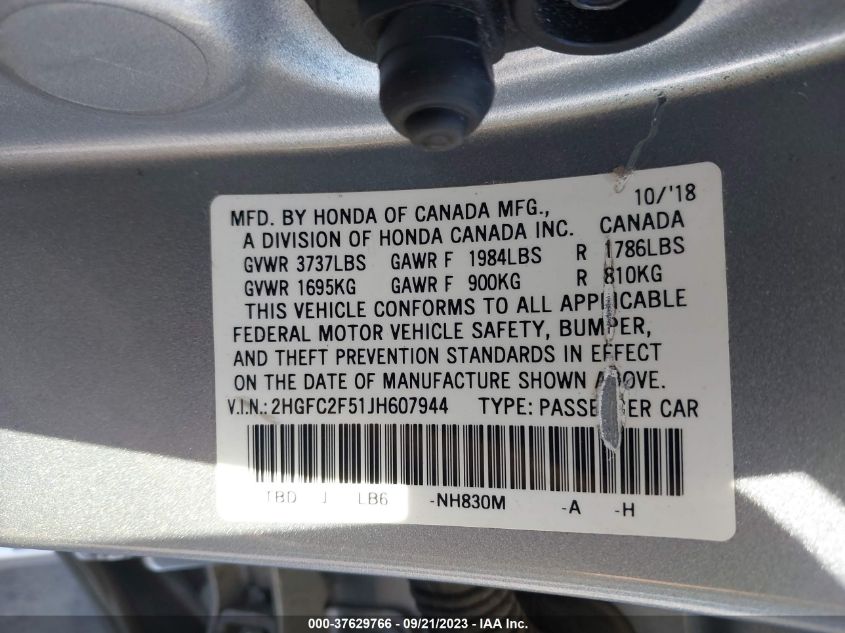 10/'18
MFD. BY HONDA OF CANADA MFG.,
A DIVISION OF HONDA CANADA INC. CANADA
GVWR 3737LBS GAWR F 1984LBS R 1786LBS
GVWR 1695KG GAWR F 900KG R 810KG
THIS VEHICLE CONFORMS TO ALL APPLICABLE
FEDERAL MOTOR VEHICLE SAFETY, BUMPER,
AND THEFT PREVENTION STANDARDS IN EFFECT
ON THE DATE OF MANUFACTURE SHOWN ABOVE.
V.I.N.: 2HGFC2F51JH607944 TYPE: PASSENGER CAR
TBD J LB6 -NH830M -A -H
000-37629766 - 09/21/2023 - IAAI Inc.